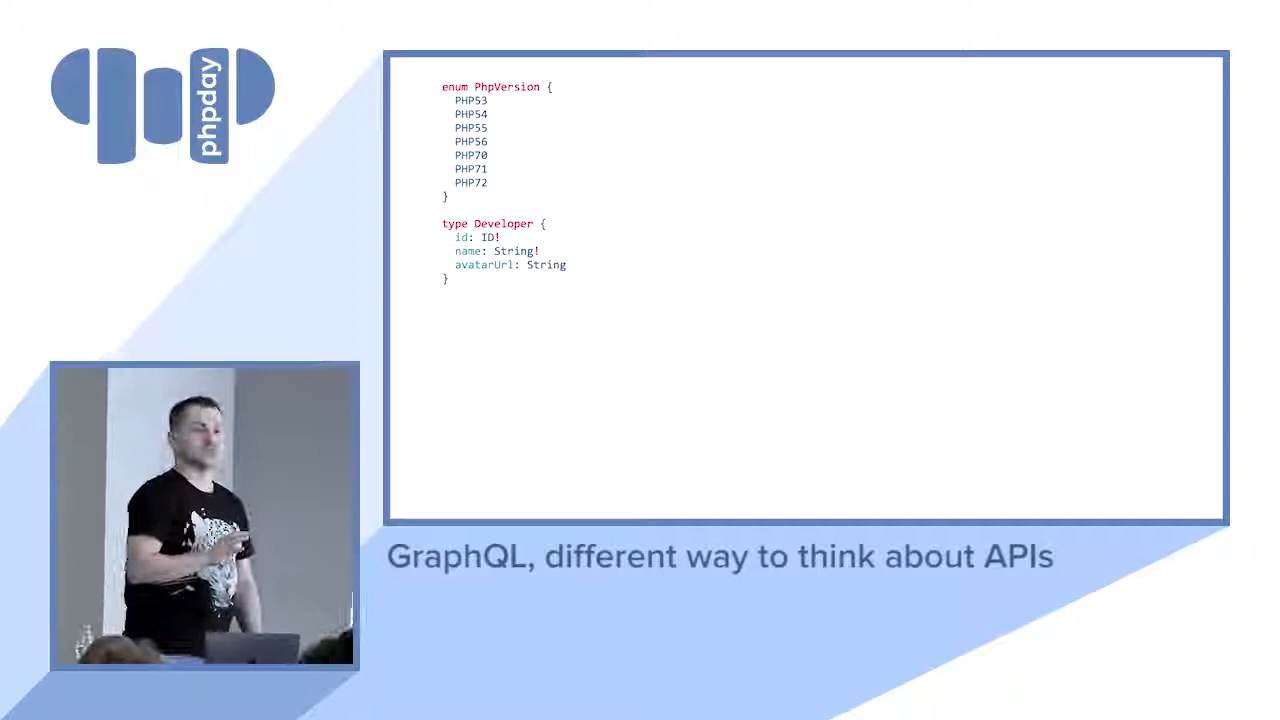 phpday
enum PhpVersion {
  PHP53
  PHP54
  PHP55
  PHP56
  PHP70
  PHP71
  PHP72
}
type Developer {
  id: ID!
  name: String!
  avatarUrl: String
}
GraphQL, different way to think about APIs